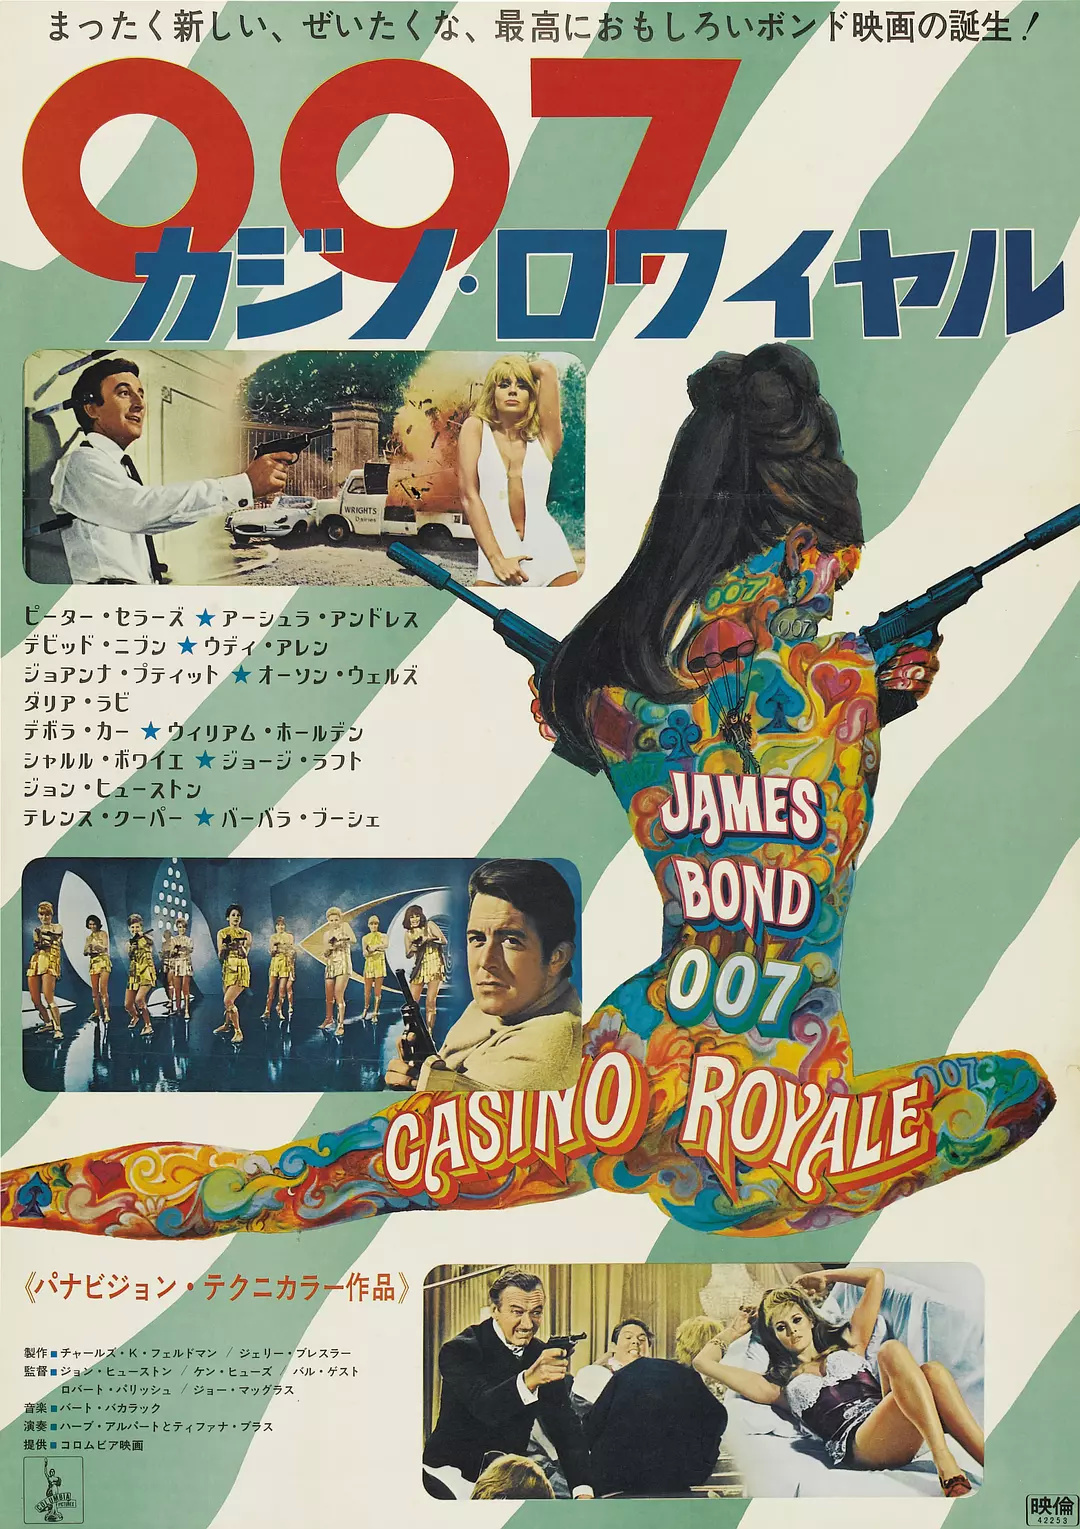 まったく新しい、ぜいたくな、最高におもしろいボンド映画の誕生！
007
カジノ・ロワイヤル
WRIGHTS
Dairies
ピーター・セラーズ ★ アーシュラ・アンドレス
デビッド・ニブン ★ ウディ・アレン
ジョアンナ・プティット ★ オーソン・ウェルズ
ダリア・ラビ
デボラ・カー ★ ウィリアム・ホールデン
シャルル・ボワイエ ★ ジョージ・ラフト
ジョン・ヒューストン
テレンス・クーパー ★ バーバラ・ブーシェ
007
007
JAMES
BOND
007
CASINO ROYALE
007
《パナビジョン・テクニカラー作品》
製作■チャールズ・K・フェルドマン / ジェリー・ブレスラー
監督■ジョン・ヒューストン / ケン・ヒューズ / バル・ゲスト
ロバート・パリッシュ / ジョー・マッグラス
音楽■バート・バカラック
演奏■ハーブ・アルパートとティファナ・ブラス
提供■コロムビア映画
COLUMBIA
PICTURES
映倫
42253